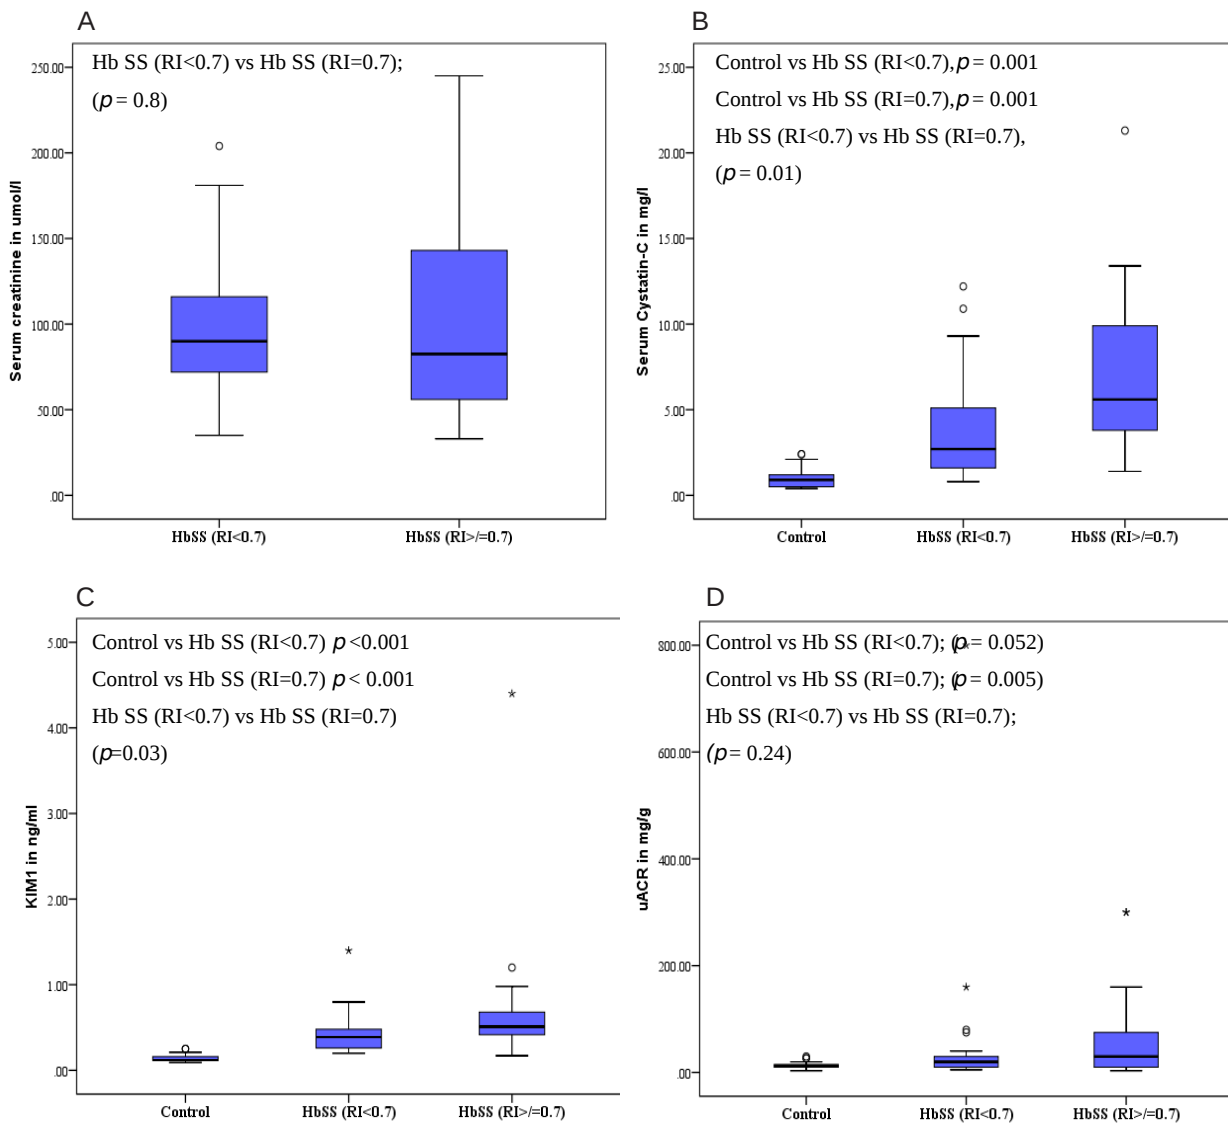 A
Hb SS (RI<0.7) vs Hb SS (RI=0.7);
(p = 0.8)
250.00
200.00
150.00
100.00
50.00
.00
Serum creatinine in umol/l
HbSS (RI<0.7)
HbSS (RI>/=0.7)
B
Control vs Hb SS (RI<0.7),p = 0.001
Control vs Hb SS (RI=0.7),p = 0.001
Hb SS (RI<0.7) vs Hb SS (RI=0.7),
(p = 0.01)
25.00
20.00
15.00
10.00
5.00
.00
Serum Cystatin-C in mg/l
Control
HbSS (RI<0.7)
HbSS (RI>/=0.7)
C
Control vs Hb SS (RI<0.7) p <0.001
Control vs Hb SS (RI=0.7) p < 0.001
Hb SS (RI<0.7) vs Hb SS (RI=0.7)
(p=0.03)
5.00
4.00
3.00
2.00
1.00
.00
KIM1 in ng/ml
Control
HbSS (RI<0.7)
HbSS (RI>/=0.7)
D
Control vs Hb SS (RI<0.7); (p = 0.052)
Control vs Hb SS (RI=0.7); (p = 0.005)
Hb SS (RI<0.7) vs Hb SS (RI=0.7);
(p = 0.24)
800.00
600.00
400.00
200.00
.00
uACR in mg/g
Control
HbSS (RI<0.7)
HbSS (RI>/=0.7)